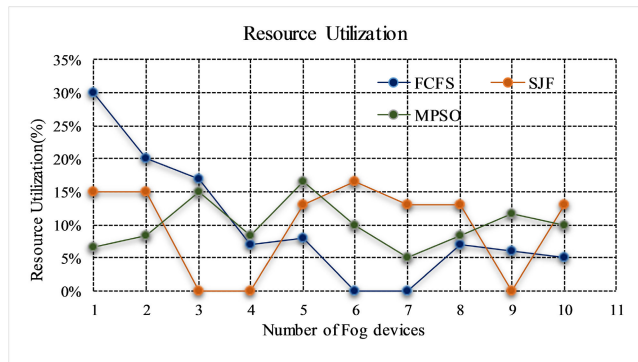 Resource Utilization
FCFS
SJF
MPSO
35%
30%
25%
20%
15%
10%
5%
0%
Resource Utilization(%)
1 2 3 4 5 6 7 8 9 10 11
Number of Fog devices